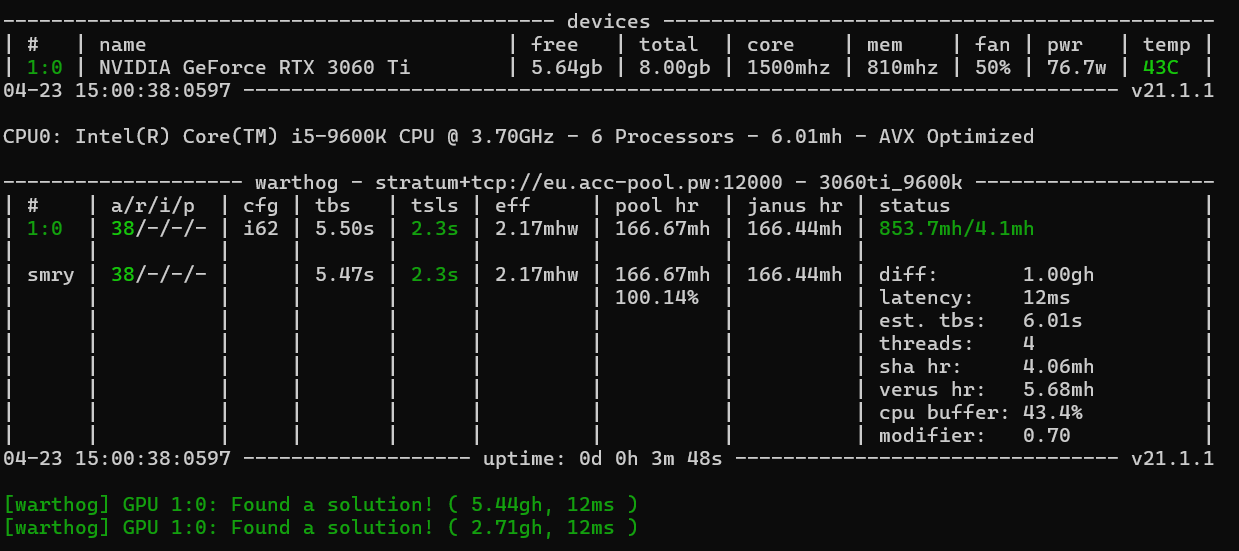 ---------------------------------------------- devices ----------------------------------------------
| #   | name                             | free   | total  | core    | mem    | fan | pwr   | temp |
| 1:0 | NVIDIA GeForce RTX 3060 Ti       | 5.64gb | 8.00gb | 1500mhz | 810mhz | 50% | 76.7w | 43C  |
04-23 15:00:38:0597 ------------------------------------------------------------------------- v21.1.1
CPU0: Intel(R) Core(TM) i5-9600K CPU @ 3.70GHz - 6 Processors - 6.01mh - AVX Optimized
-------------------- warthog - stratum+tcp://eu.acc-pool.pw:12000 - 3060ti_9600k --------------------
| #    | a/r/i/p  | cfg | tbs   | tsls | eff     | pool hr  | janus hr | status                     |
| 1:0  | 38/-/-/- | i62 | 5.50s | 2.3s | 2.17mhw | 166.67mh | 166.44mh | 853.7mh/4.1mh              |
|      |          |     |       |      |         |          |          |                            |
| smry | 38/-/-/- |     | 5.47s | 2.3s | 2.17mhw | 166.67mh | 166.44mh | diff:       1.00gh         |
|      |          |     |       |      |         | 100.14%  |          | latency:    12ms           |
|      |          |     |       |      |         |          |          | est. tbs:   6.01s          |
|      |          |     |       |      |         |          |          | threads:    4              |
|      |          |     |       |      |         |          |          | sha hr:     4.06mh         |
|      |          |     |       |      |         |          |          | verus hr:   5.68mh         |
|      |          |     |       |      |         |          |          | cpu buffer: 43.4%          |
|      |          |     |       |      |         |          |          | modifier:   0.70           |
04-23 15:00:38:0597 ------------------- uptime: 0d 0h 3m 48s --------------------------------- v21.1.1
[warthog] GPU 1:0: Found a solution! ( 5.44gh, 12ms )
[warthog] GPU 1:0: Found a solution! ( 2.71gh, 12ms )